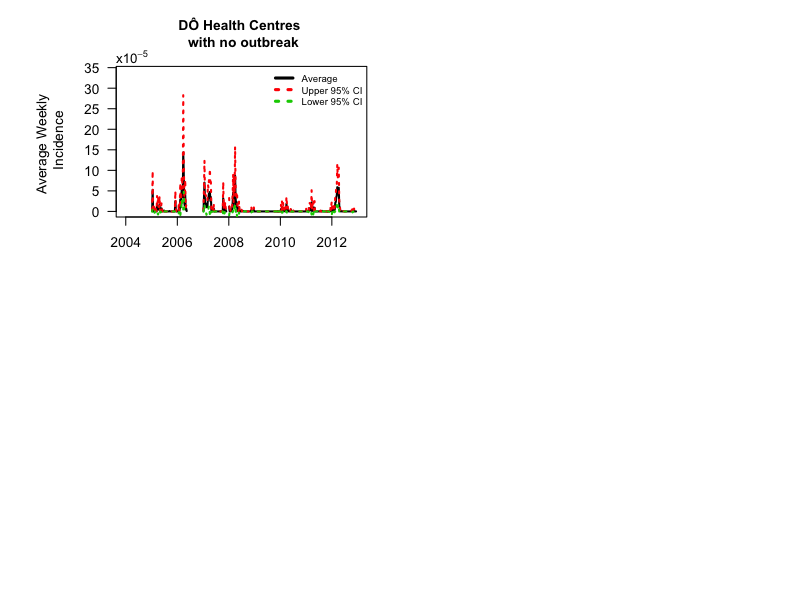 DÔ Health Centres
with no outbreak
x10⁻⁵
Average Weekly
Incidence
35
30
25
20
15
10
5
0
Average
Upper 95% CI
Lower 95% CI
2004 2006 2008 2010 2012